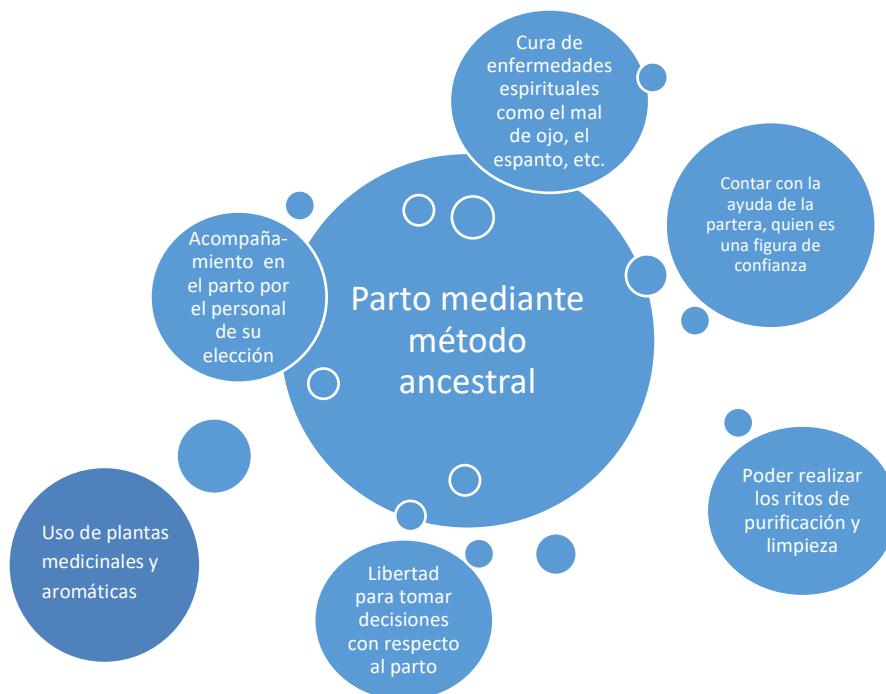 Cura de
enfermedades
espirituales
como el mal
de ojo, el
espanto, etc.
Contar con la
ayuda de la
partera, quien es
una figura de
confianza
Acompaña-
miento en
el parto por
el personal
de su
elección
Parto mediante
método
ancestral
Poder realizar
los ritos de
purificación y
limpieza
Uso de plantas
medicinales y
aromáticas
Libertad
para tomar
decisiones
con respecto
al parto